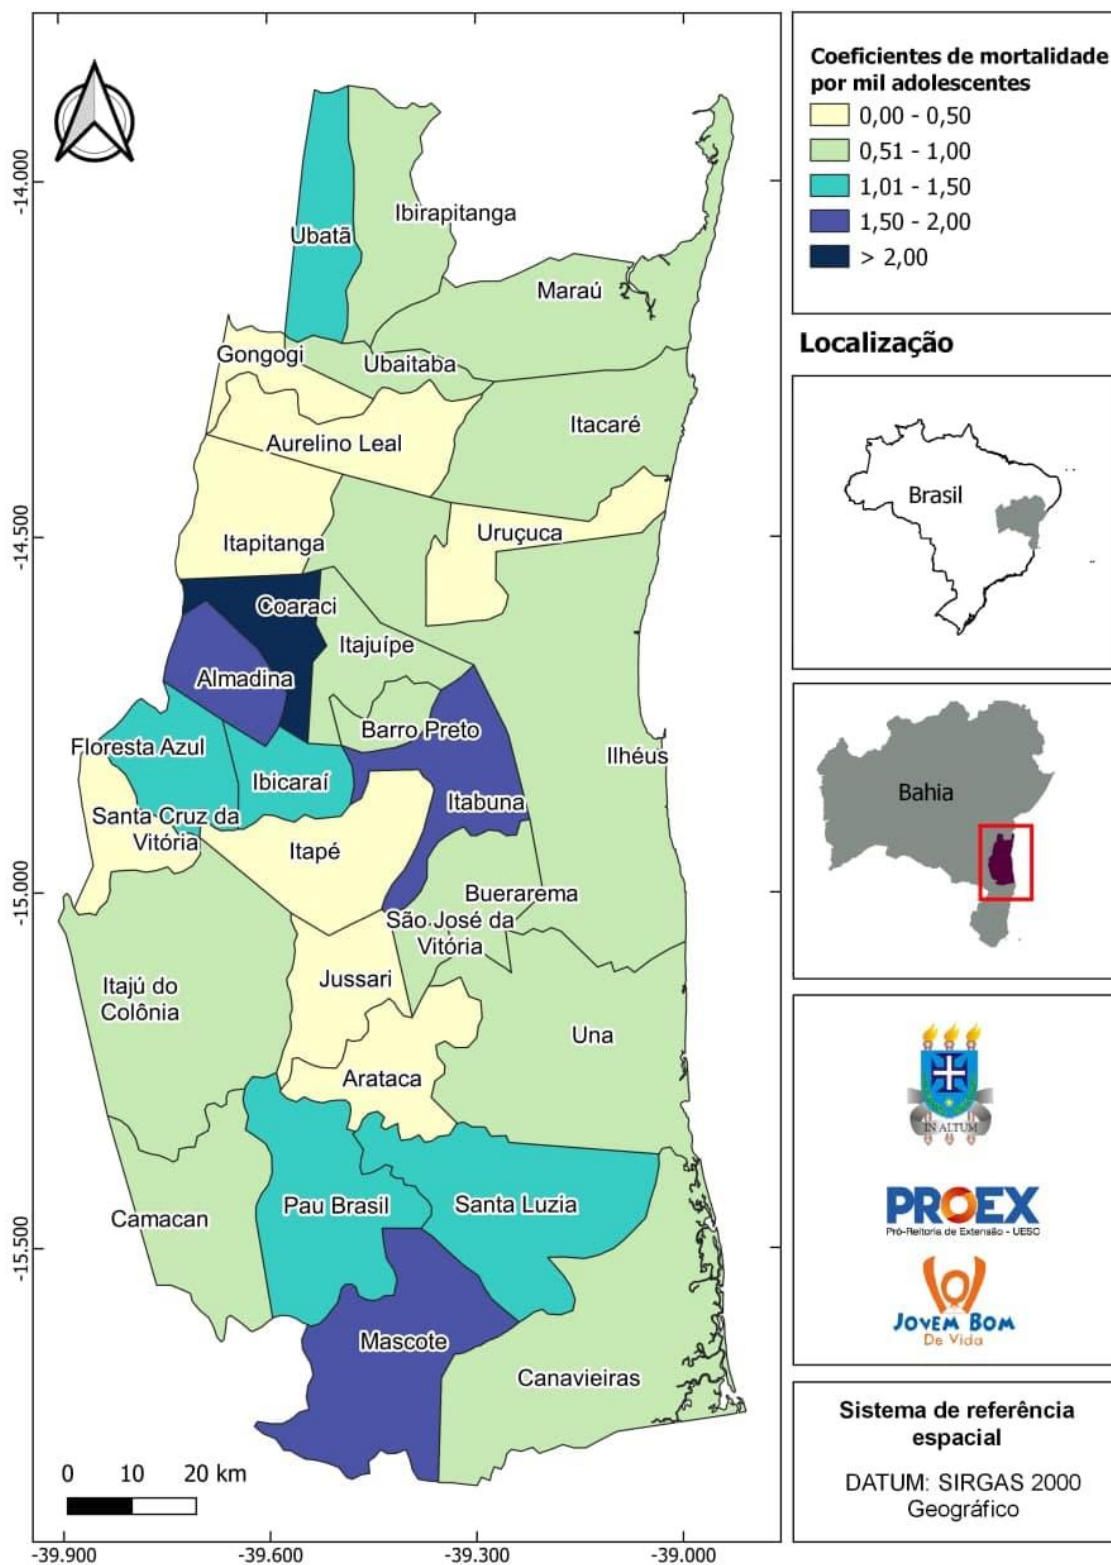 Coeficientes de mortalidade
por mil adolescentes
0,00 - 0,50
0,51 - 1,00
1,01 - 1,50
1,50 - 2,00
> 2,00
Localização
Brasil
Bahia
IN ALTUM
PROEX
Pró-Reitoria de Extensão - UESC
JOVEM BOM
De Vida
Sistema de referência
espacial
DATUM: SIRGAS 2000
Geográfico
-14.000
-14.500
-15.000
-15.500
Ibirapitanga
Ubatã
Maraú
Gongogi
Ubaitaba
Itacaré
Aurelino Leal
Uruçuca
Itapitanga
Coaraci
Itajuípe
Almadina
Barro Preto
Floresta Azul
Ilhéus
Ibicaraí
Itabuna
Santa Cruz da
Vitória
Itapé
Buerarema
São José da
Vitória
Jussari
Itajú do
Colônia
Una
Arataca
Pau Brasil
Santa Luzia
Camacan
Mascote
Canavieiras
0 10 20 km
-39.900 -39.600 -39.300 -39.000